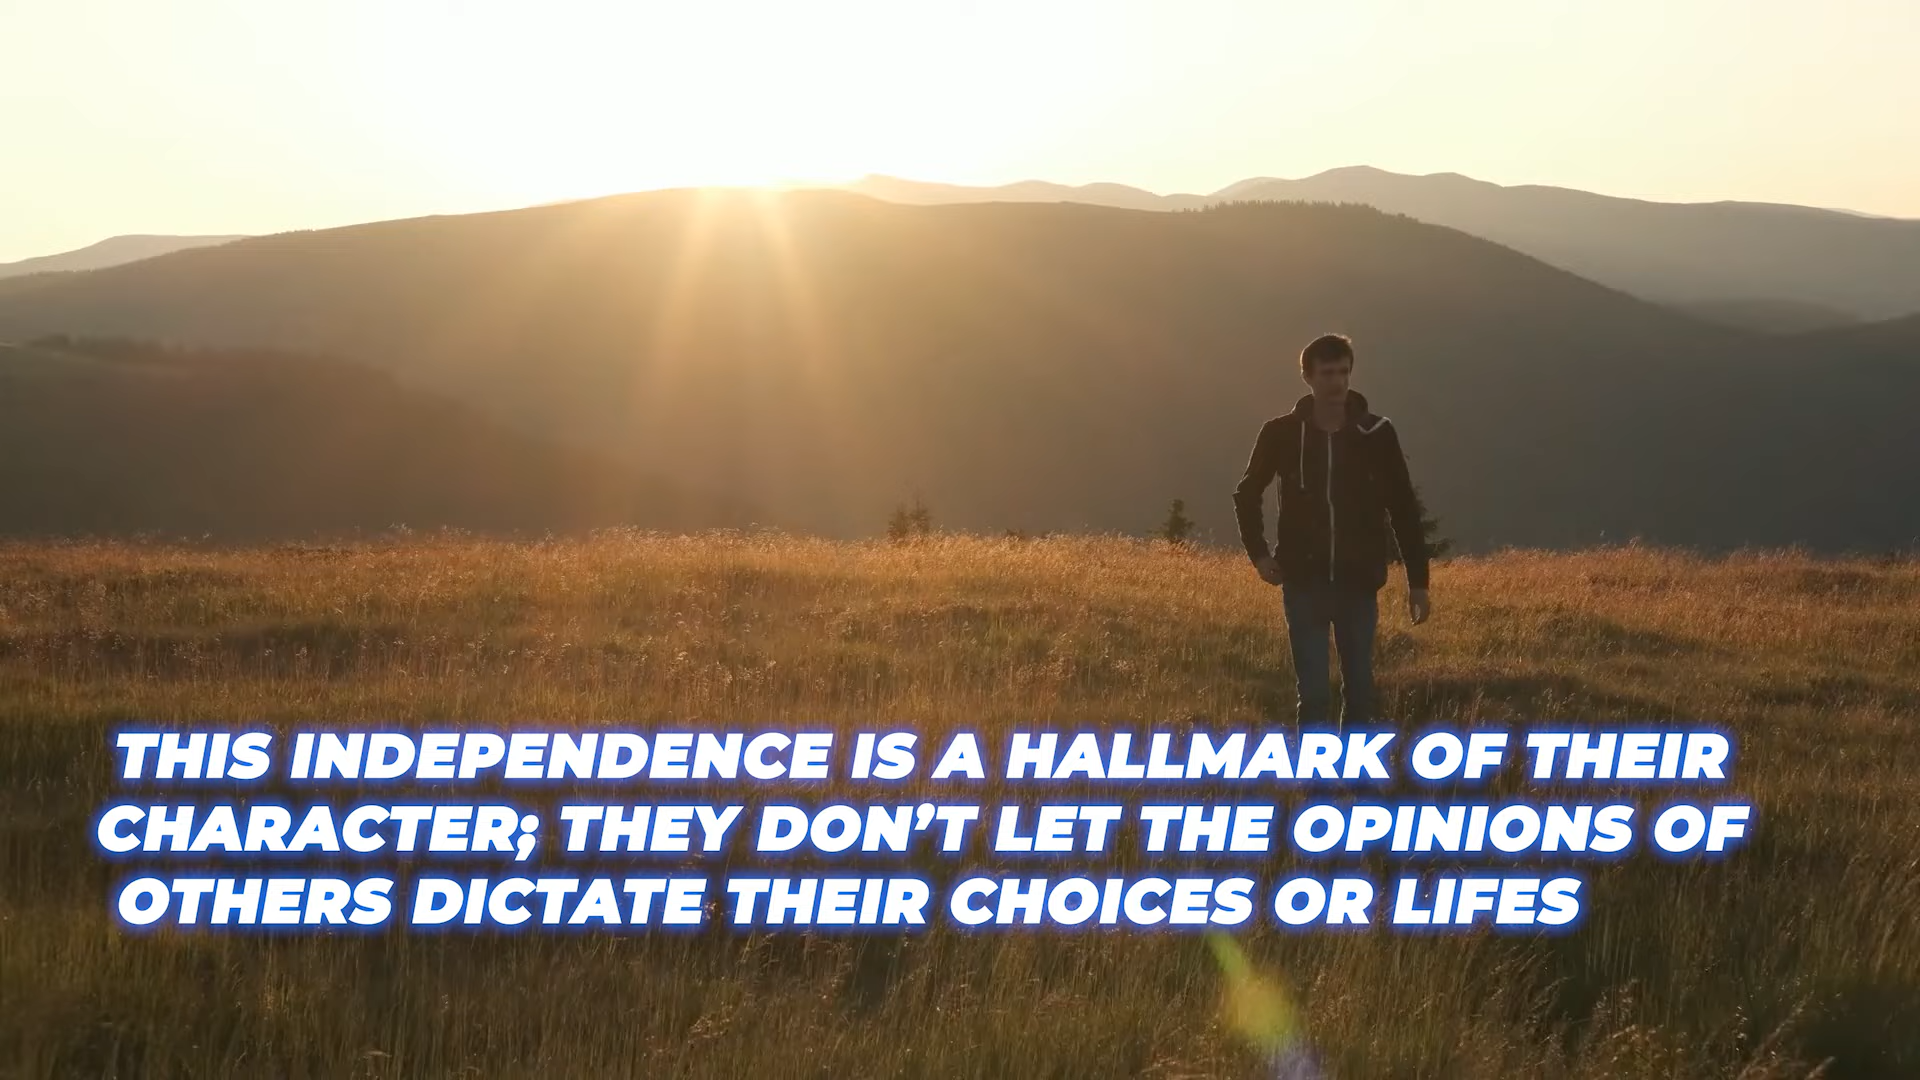 THIS INDEPENDENCE IS A HALLMARK OF THEIR
CHARACTER; THEY DON’T LET THE OPINIONS OF
OTHERS DICTATE THEIR CHOICES OR LIFES